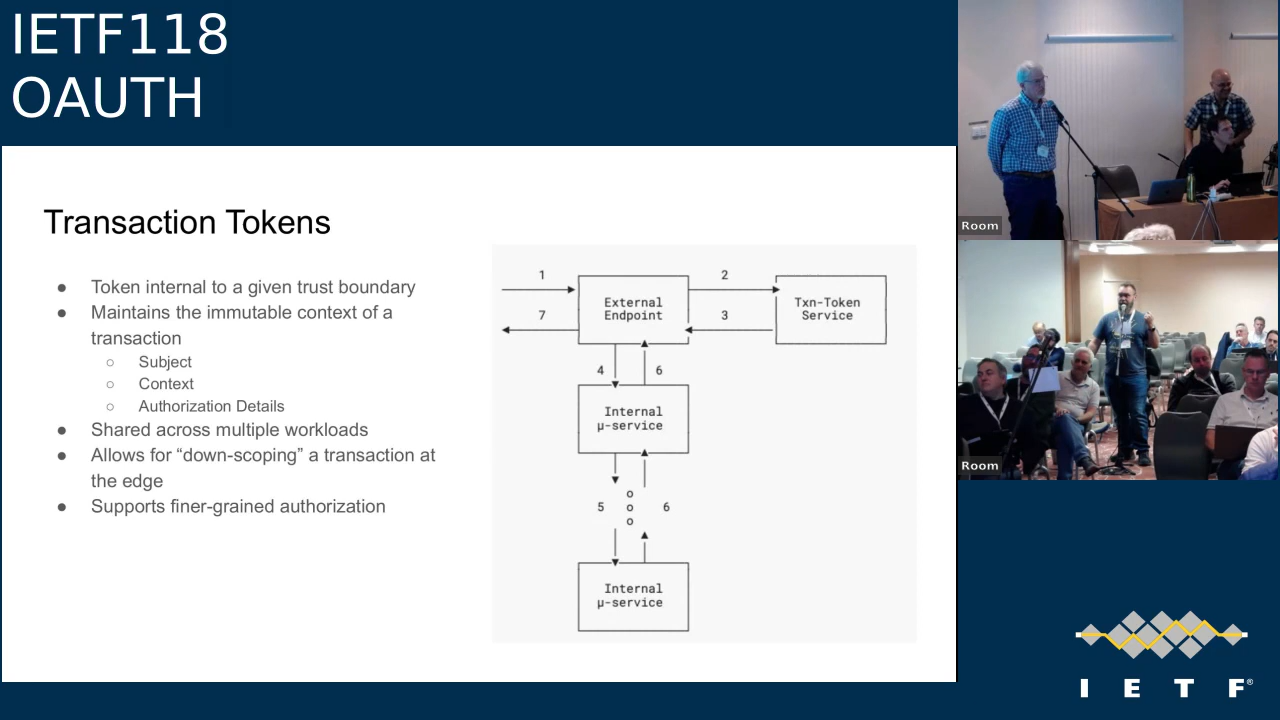 IETF118
OAUTH
Transaction Tokens
● Token internal to a given trust boundary
● Maintains the immutable context of a
transaction
○ Subject
○ Context
○ Authorization Details
● Shared across multiple workloads
● Allows for “down-scoping” a transaction at
the edge
● Supports finer-grained authorization
1
2
External
Endpoint
Txn-Token
Service
7
3
4
6
Internal
μ-service
5
o
o
o
6
Internal
μ-service
Room
Room
I E T F®